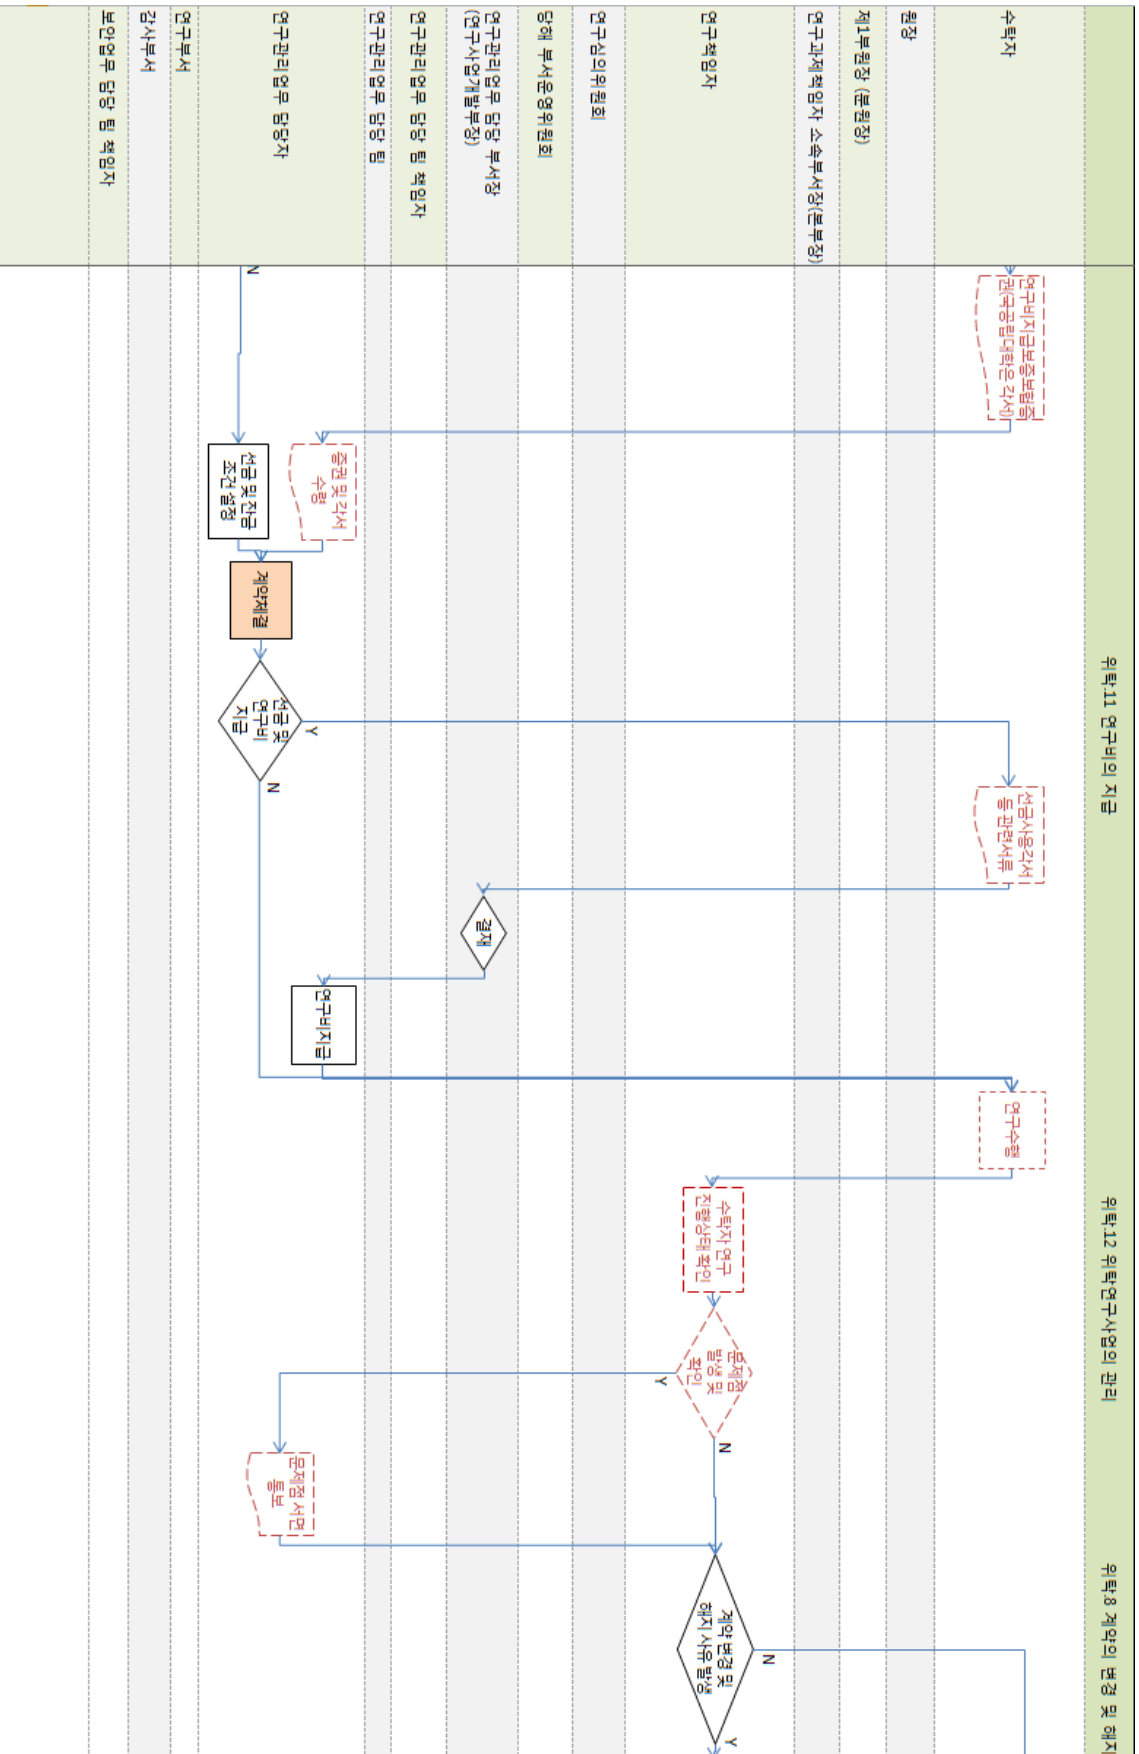 위탁.11 연구비의 지급
위탁.12 위탁연구사업의 관리
위탁.8 계약의 변경 및 해지
수탁자
원장
제1부원장 (분원장)
연구과제책임자 소속부서장(본부장)
연구책임자
연구심의위원회
당해 부서운영위원회
연구관리업무 담당 부서장
(연구사업개발부장)
연구관리업무 담당 팀 책임자
연구관리업무 담당 팀
연구관리업무 담당자
연구부서
감사부서
보안업무 담당 팀 책임자
연구비지급보증보험증
권(국공립대학은 각서)
N
증권 및 각서
수령
선금 및 잔금
조건 설정
계약체결
선금 및
연구비
지급
Y
N
선금사용각서
등 관련서류
결재
연구비지급
연구수행
수탁자 연구
진행상태 확인
문제점
발생 및
확인
Y
N
문제점 서면
통보
계약 변경 및
해지 사유 발생
N
Y